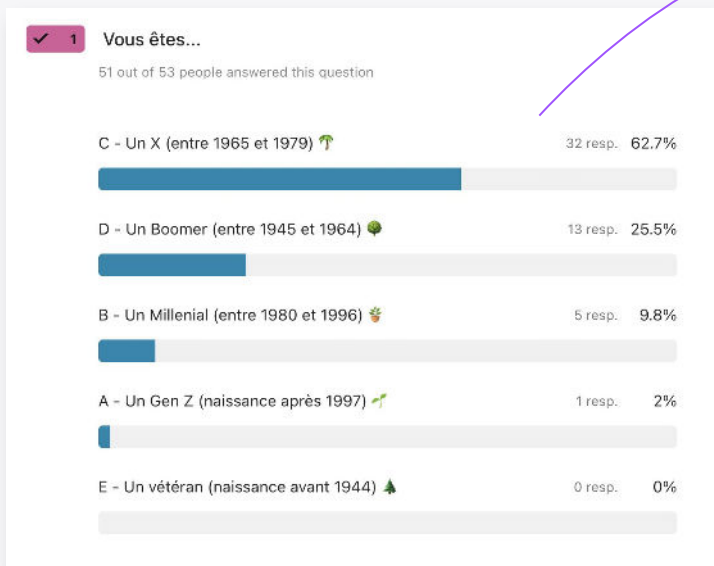 1 Vous êtes...
51 out of 53 people answered this question
C - Un X (entre 1965 et 1979) 🌴 32 resp. 62.7%
D - Un Boomer (entre 1945 et 1964) 🌳 13 resp. 25.5%
B - Un Millenial (entre 1980 et 1996) 🪴 5 resp. 9.8%
A - Un Gen Z (naissance après 1997) 🌱 1 resp. 2%
E - Un vétéran (naissance avant 1944) 🌲 0 resp. 0%